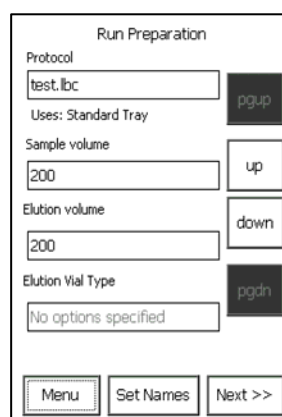 Run Preparation
Protocol
test.lbc
pgup
Uses: Standard Tray
Sample volume
200
up
Elution volume
200
down
Elution Vial Type
No options specified
pgdn
Menu
Set Names
Next >>